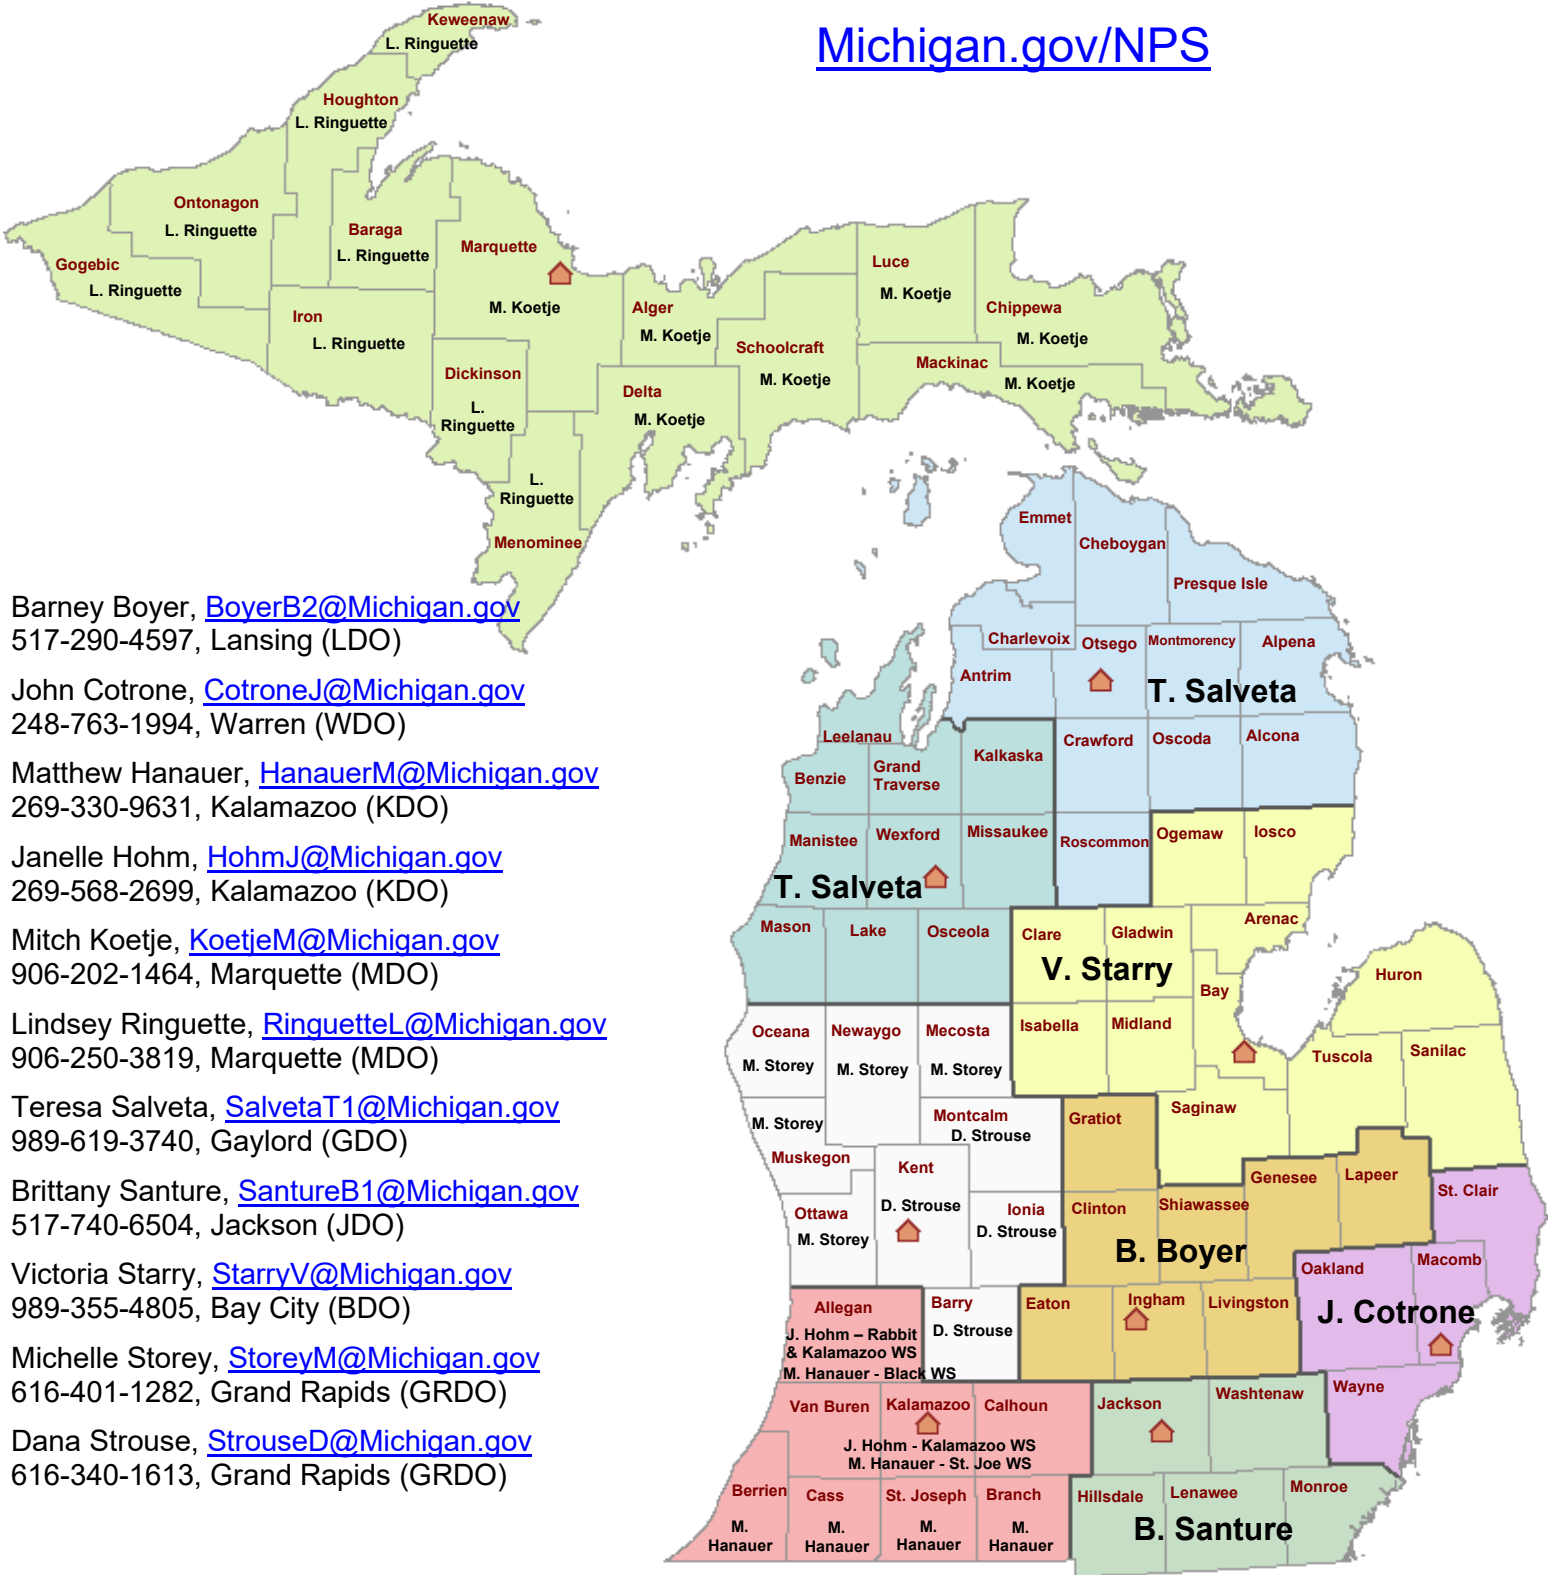 Michigan.gov/NPS
Keweenaw
L. Ringuette
Houghton
L. Ringuette
Ontonagon
L. Ringuette
Baraga
L. Ringuette
Marquette
M. Koetje
Gogebic
L. Ringuette
Iron
L. Ringuette
Dickinson
L.
Ringuette
L.
Ringuette
Menominee
Alger
M. Koetje
Delta
M. Koetje
Schoolcraft
M. Koetje
Luce
M. Koetje
Chippewa
M. Koetje
Mackinac
M. Koetje
Barney Boyer, BoyerB2@Michigan.gov
517-290-4597, Lansing (LDO)
John Cotrone, CotroneJ@Michigan.gov
248-763-1994, Warren (WDO)
Matthew Hanauer, HanauerM@Michigan.gov
269-330-9631, Kalamazoo (KDO)
Janelle Hohm, HohmJ@Michigan.gov
269-568-2699, Kalamazoo (KDO)
Mitch Koetje, KoetjeM@Michigan.gov
906-202-1464, Marquette (MDO)
Lindsey Ringuette, RinguetteL@Michigan.gov
906-250-3819, Marquette (MDO)
Teresa Salveta, SalvetaT1@Michigan.gov
989-619-3740, Gaylord (GDO)
Brittany Santure, SantureB1@Michigan.gov
517-740-6504, Jackson (JDO)
Victoria Starry, StarryV@Michigan.gov
989-355-4805, Bay City (BDO)
Michelle Storey, StoreyM@Michigan.gov
616-401-1282, Grand Rapids (GRDO)
Dana Strouse, StrouseD@Michigan.gov
616-340-1613, Grand Rapids (GRDO)
Emmet
Cheboygan
Presque Isle
Charlevoix
Otsego
Montmorency
Alpena
Antrim
T. Salveta
Crawford
Oscoda
Alcona
Roscommon
Leelanau
Kalkaska
Benzie
Grand
Traverse
Manistee
Wexford
Missaukee
T. Salveta
Mason
Lake
Osceola
Ogemaw
Iosco
Arenac
Clare
Gladwin
V. Starry
Bay
Huron
Isabella
Midland
Tuscola
Sanilac
Saginaw
Oceana
M. Storey
Newaygo
M. Storey
Mecosta
M. Storey
M. Storey
Muskegon
Montcalm
D. Strouse
Kent
D. Strouse
Ottawa
M. Storey
Ionia
D. Strouse
Barry
D. Strouse
Gratiot
Clinton
Shiawassee
Genesee
Lapeer
B. Boyer
Eaton
Ingham
Livingston
St. Clair
Oakland
Macomb
J. Cotrone
Wayne
Allegan
J. Hohm – Rabbit
& Kalamazoo WS
M. Hanauer - Black WS
Van Buren
Kalamazoo
Calhoun
J. Hohm - Kalamazoo WS
M. Hanauer - St. Joe WS
Berrien
M.
Hanauer
Cass
M.
Hanauer
St. Joseph
M.
Hanauer
Branch
M.
Hanauer
Jackson
Washtenaw
Hillsdale
Lenawee
Monroe
B. Santure